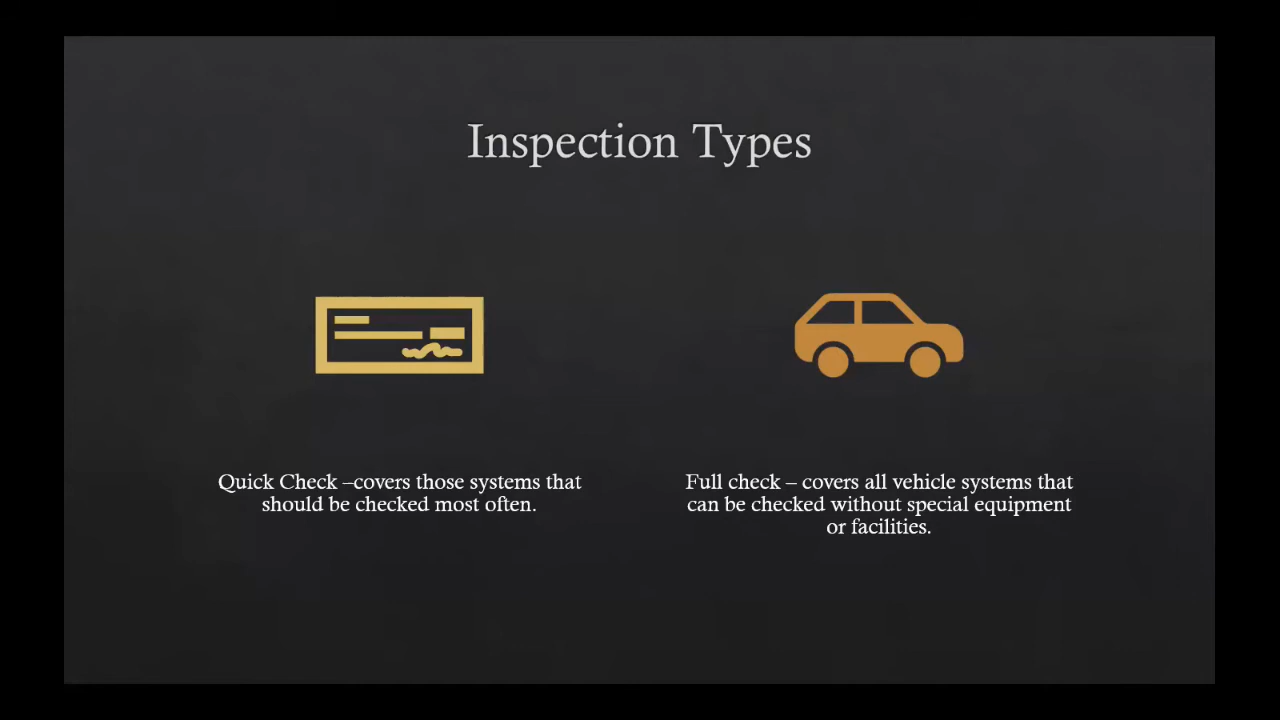 Inspection Types
Quick Check –covers those systems that
should be checked most often.
Full check – covers all vehicle systems that
can be checked without special equipment
or facilities.